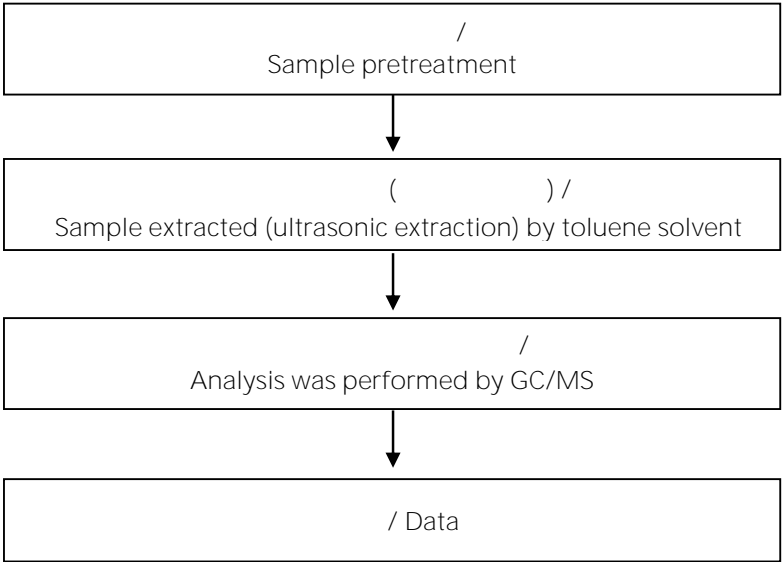 /
Sample pretreatment
( ) /
Sample extracted (ultrasonic extraction) by toluene solvent
/
Analysis was performed by GC/MS
/ Data